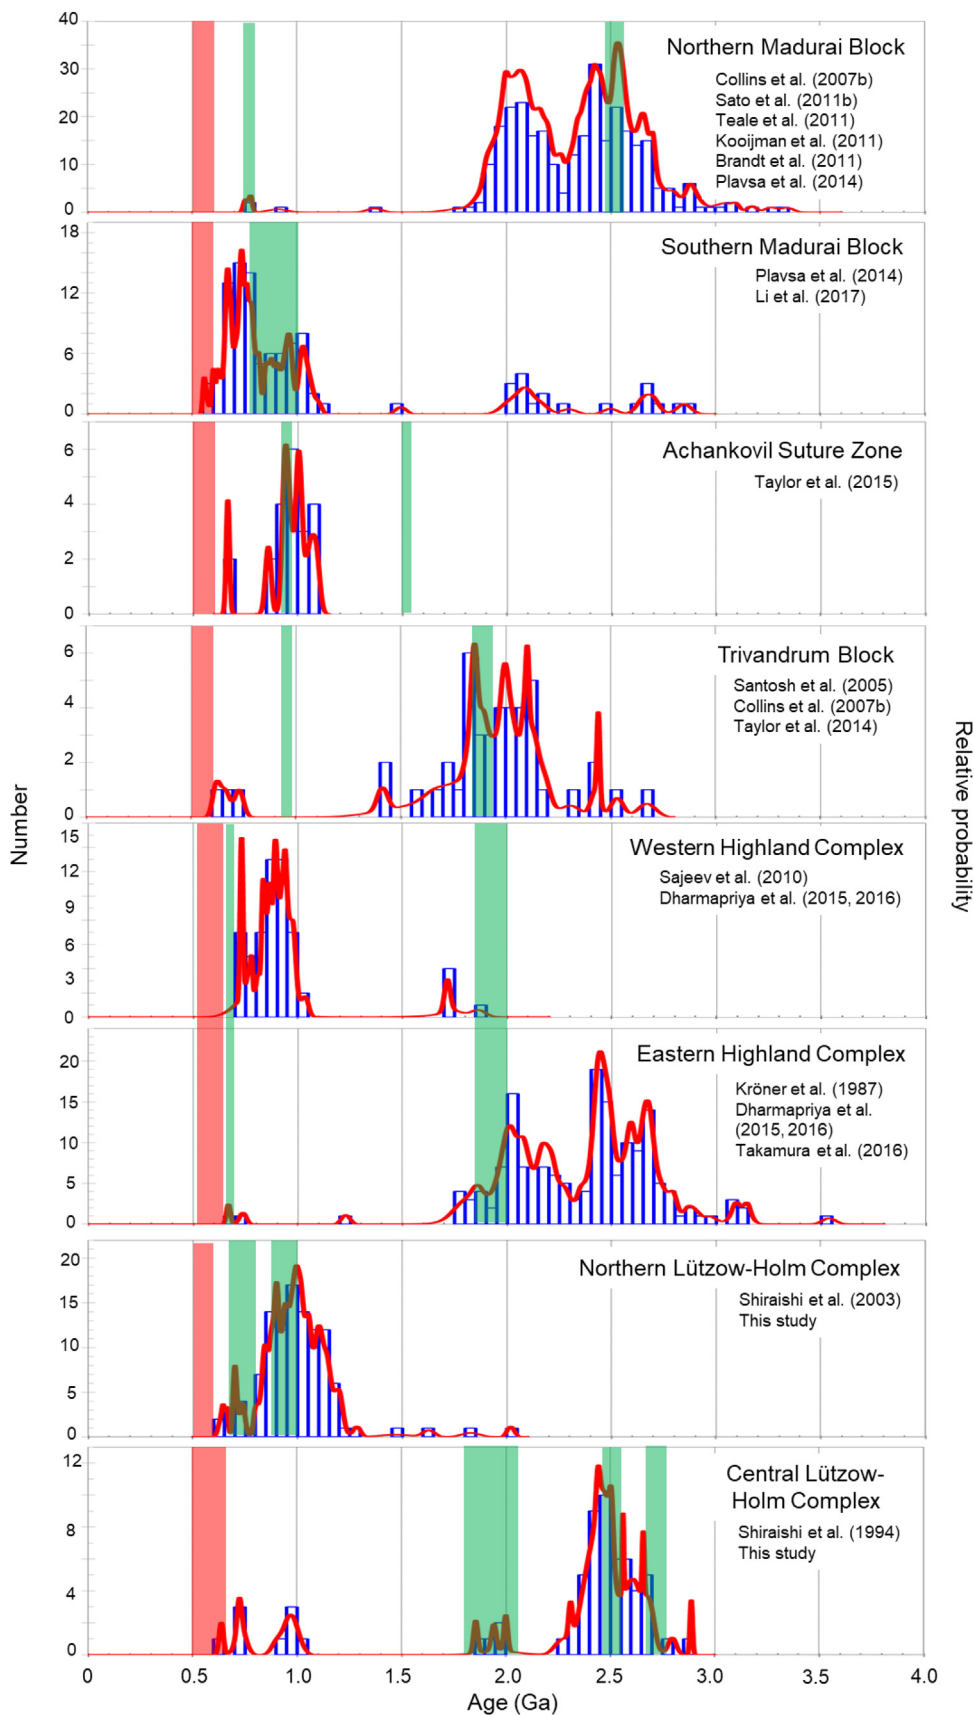 40
30
20
10
0
Northern Madurai Block
Collins et al. (2007b)
Sato et al. (2011b)
Teale et al. (2011)
Kooijman et al. (2011)
Brandt et al. (2011)
Plavsa et al. (2014)
18
12
6
0
Southern Madurai Block
Plavsa et al. (2014)
Li et al. (2017)
6
4
2
0
Achankovil Suture Zone
Taylor et al. (2015)
6
4
2
0
Trivandrum Block
Santosh et al. (2005)
Collins et al. (2007b)
Taylor et al. (2014)
Number
Relative probability
15
12
9
6
3
0
Western Highland Complex
Sajeev et al. (2010)
Dharmapriya et al. (2015, 2016)
20
15
10
5
0
Eastern Highland Complex
Kröner et al. (1987)
Dharmapriya et al.
(2015, 2016)
Takamura et al. (2016)
20
15
10
5
0
Northern Lützow-Holm Complex
Shiraishi et al. (2003)
This study
12
8
4
0
Central Lützow-
Holm Complex
Shiraishi et al. (1994)
This study
0 0.5 1.0 1.5 2.0 2.5 3.0 3.5 4.0
Age (Ga)